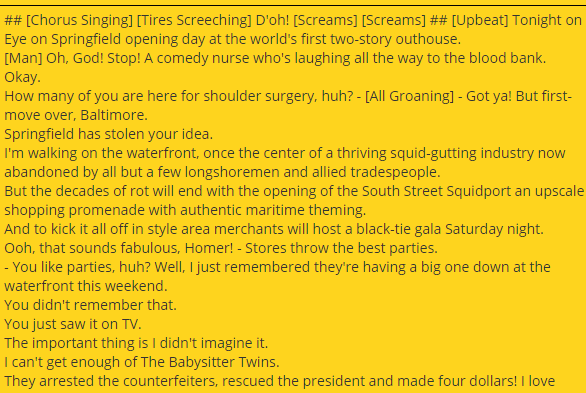 ## [Chorus Singing] [Tires Screeching] D'oh! [Screams] [Screams] ## [Upbeat] Tonight on
Eye on Springfield opening day at the world's first two-story outhouse.
[Man] Oh, God! Stop! A comedy nurse who's laughing all the way to the blood bank.
Okay.
How many of you are here for shoulder surgery, huh? - [All Groaning] - Got ya! But first-
move over, Baltimore.
Springfield has stolen your idea.
I'm walking on the waterfront, once the center of a thriving squid-gutting industry now
abandoned by all but a few longshoremen and allied tradespeople.
But the decades of rot will end with the opening of the South Street Squidport an upscale
shopping promenade with authentic maritime theming.
And to kick it all off in style area merchants will host a black-tie gala Saturday night.
Ooh, that sounds fabulous, Homer! - Stores throw the best parties.
- You like parties, huh? Well, I just remembered they're having a big one down at the
waterfront this weekend.
You didn't remember that.
You just saw it on TV.
The important thing is I didn't imagine it.
I can't get enough of The Babysitter Twins.
They arrested the counterfeiters, rescued the president and made four dollars! I love